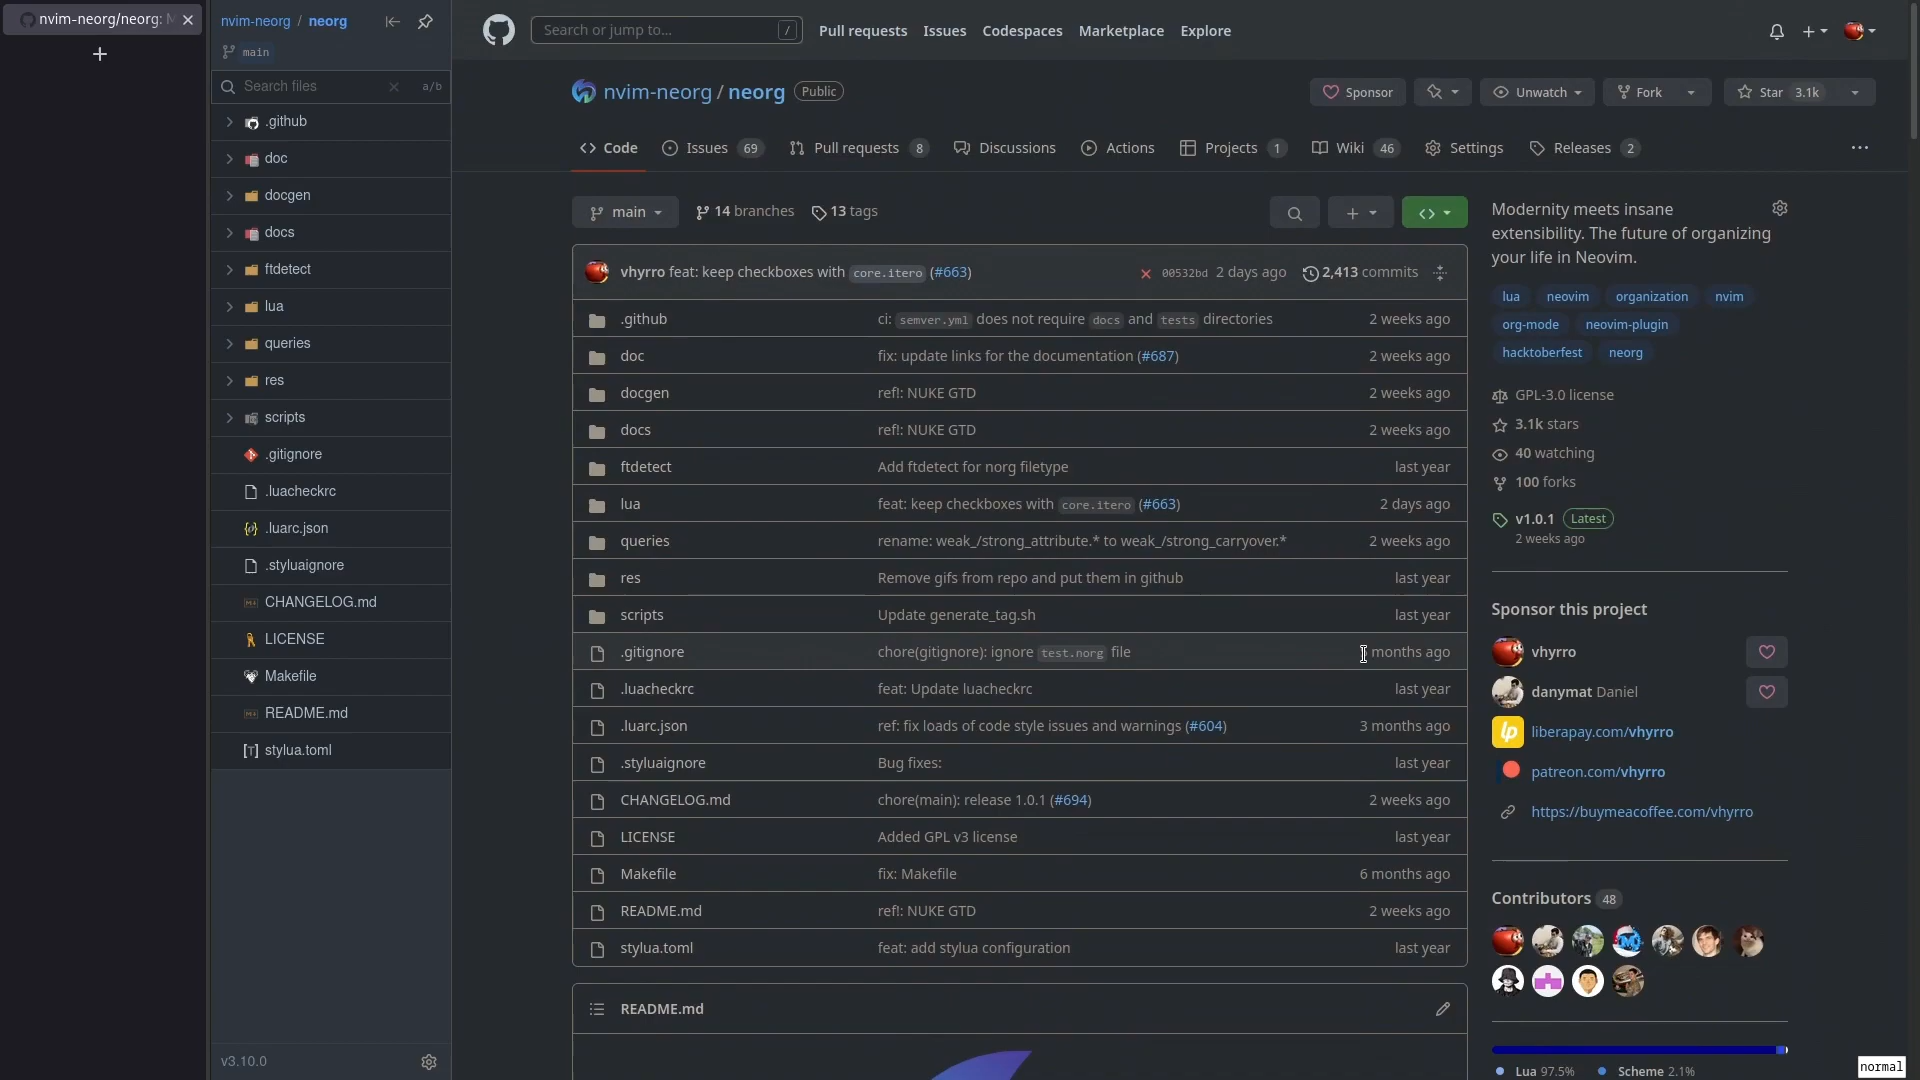 nvim-neorg/neorg: M
nvim-neorg / neorg
main
Search files
a/b
.github
doc
docgen
docs
ftdetect
lua
queries
res
scripts
.gitignore
.luacheckrc
.luarc.json
.styluaignore
CHANGELOG.md
LICENSE
Makefile
README.md
stylua.toml
v3.10.0
Search or jump to... /
Pull requests Issues Codespaces Marketplace Explore
nvim-neorg / neorg Public
Sponsor Unwatch Fork Star 3.1k
Code Issues 69 Pull requests 8 Discussions Actions Projects 1 Wiki 46 Settings Releases 2
main 14 branches 13 tags
vhyrro feat: keep checkboxes with core.itero (#663) 00532bd 2 days ago 2,413 commits
.github ci: semver.yml does not require docs and tests directories 2 weeks ago
doc fix: update links for the documentation (#687) 2 weeks ago
docgen ref!: NUKE GTD 2 weeks ago
docs ref!: NUKE GTD 2 weeks ago
ftdetect Add ftdetect for norg filetype last year
lua feat: keep checkboxes with core.itero (#663) 2 days ago
queries rename: weak_/strong_attribute.* to weak_/strong_carryover.* 2 weeks ago
res Remove gifs from repo and put them in github last year
scripts Update generate_tag.sh last year
.gitignore chore(gitignore): ignore test.norg file months ago
.luacheckrc feat: Update luacheckrc last year
.luarc.json ref: fix loads of code style issues and warnings (#604) 3 months ago
.styluaignore Bug fixes: last year
CHANGELOG.md chore(main): release 1.0.1 (#694) 2 weeks ago
LICENSE Added GPL v3 license last year
Makefile fix: Makefile 6 months ago
README.md ref!: NUKE GTD 2 weeks ago
stylua.toml feat: add stylua configuration last year
README.md
Modernity meets insane
extensibility. The future of organizing
your life in Neovim.
lua neovim organization nvim
org-mode neovim-plugin
hacktoberfest neorg
GPL-3.0 license
3.1k stars
40 watching
100 forks
v1.0.1 Latest
2 weeks ago
Sponsor this project
vhyrro
danymat Daniel
lp liberapay.com/vhyrro
patreon.com/vhyrro
https://buymeacoffee.com/vhyrro
Contributors 48
Lua 97.5% Scheme 2.1%
normal